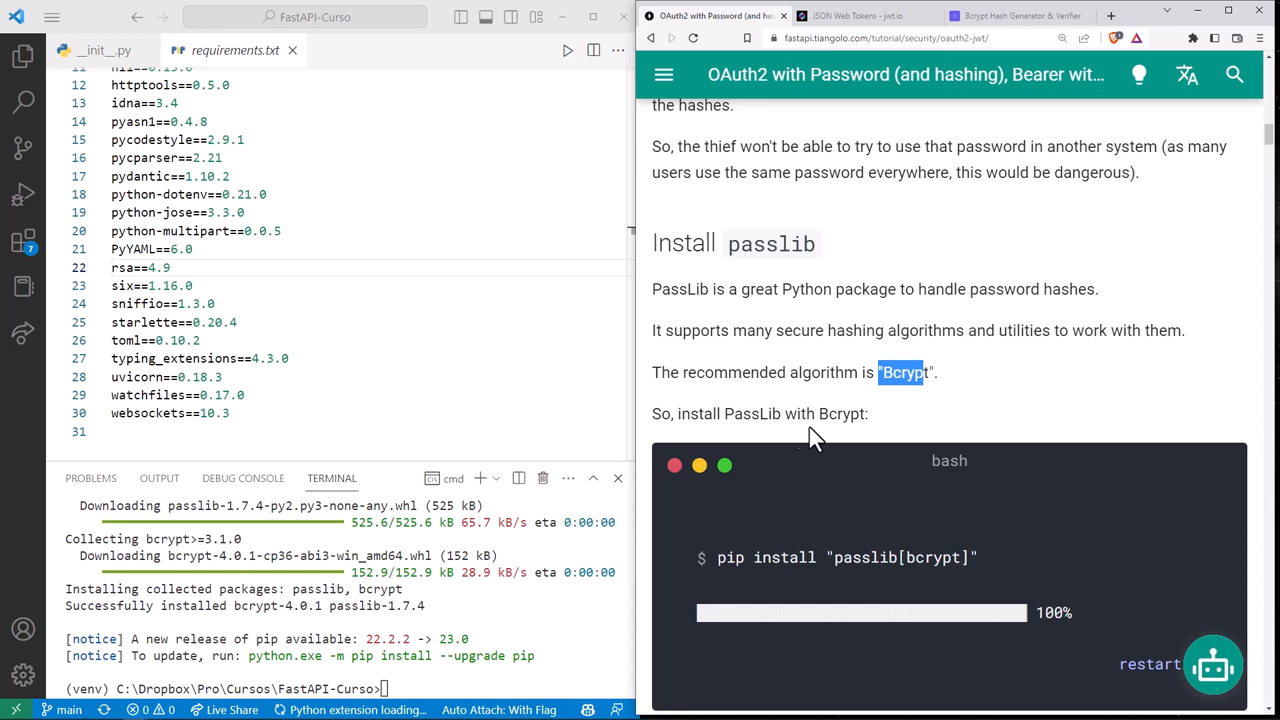 FastAPI-Curso
__init__.py
requirements.txt
12 httptools==0.5.0
13 idna==3.4
14 pyasn1==0.4.8
15 pycodestyle==2.9.1
16 pycparser==2.21
17 pydantic==1.10.2
18 python-dotenv==0.21.0
19 python-jose==3.3.0
20 python-multipart==0.0.5
21 PyYAML==6.0
22 rsa==4.9
23 six==1.16.0
24 sniffio==1.3.0
25 starlette==0.20.4
26 toml==0.10.2
27 typing_extensions==4.3.0
28 uvicorn==0.18.3
29 watchfiles==0.17.0
30 websockets==10.3
31
7
PROBLEMS OUTPUT DEBUG CONSOLE TERMINAL cmd
Downloading passlib-1.7.4-py2.py3-none-any.whl (525 kB)
525.6/525.6 kB 65.7 kB/s eta 0:00:00
Collecting bcrypt>=3.1.0
Downloading bcrypt-4.0.1-cp36-abi3-win_amd64.whl (152 kB)
152.9/152.9 kB 28.9 kB/s eta 0:00:00
Installing collected packages: passlib, bcrypt
Successfully installed bcrypt-4.0.1 passlib-1.7.4
[notice] A new release of pip available: 22.2.2 -> 23.0
[notice] To update, run: python.exe -m pip install --upgrade pip
(venv) C:\Dropbox\Pro\Cursos\FastAPI-Curso>
main 0 0 Live Share Python extension loading... Auto Attach: With Flag
OAuth2 with Password (and ha
JSON Web Tokens - jwt.io
Bcrypt Hash Generator & Verifier
fastapi.tiangolo.com/tutorial/security/oauth2-jwt/
OAuth2 with Password (and hashing), Bearer wit...
the hashes.
So, the thief won't be able to try to use that password in another system (as many
users use the same password everywhere, this would be dangerous).
Install passlib
PassLib is a great Python package to handle password hashes.
It supports many secure hashing algorithms and utilities to work with them.
The recommended algorithm is "Bcrypt".
So, install PassLib with Bcrypt:
bash
$ pip install "passlib[bcrypt]"
100%
restart